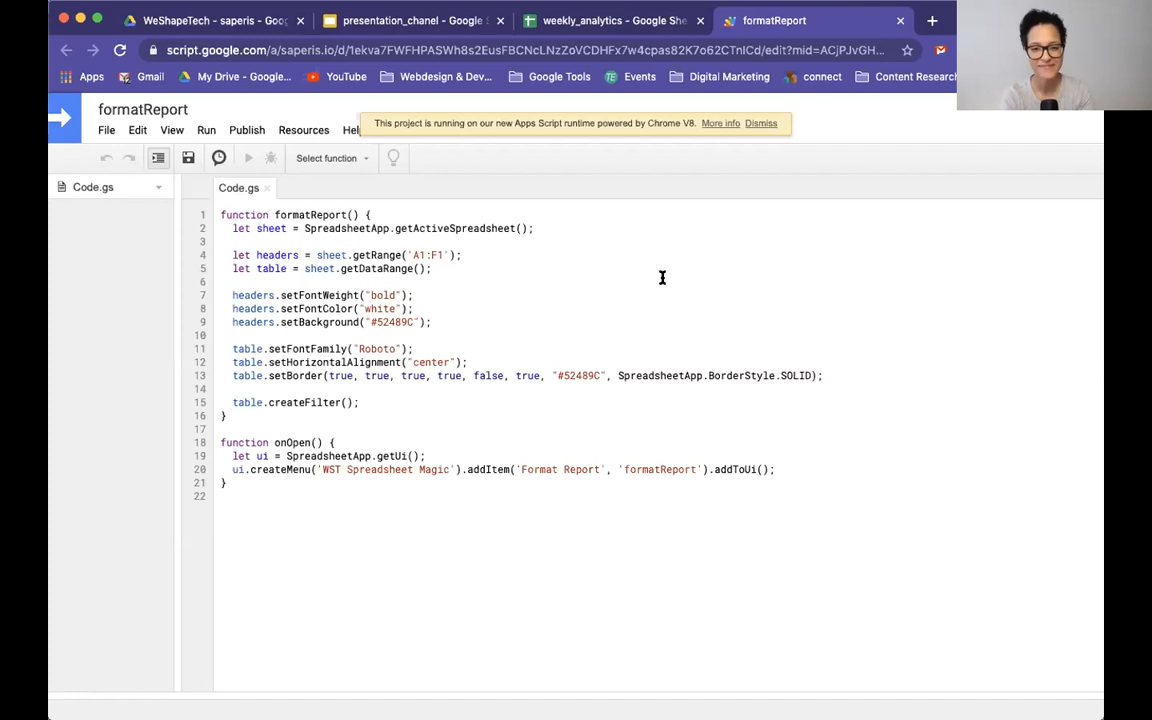 WeShapeTech - saperis - Goog
presentation_chanel - Google S
weekly_analytics - Google She
formatReport
script.google.com/a/saperis.io/d/1ekva7FWFHPASWh8s2EusFBCNcLNzZoVCDHFx7w4cpas82K7o62CTnICd/edit?mid=ACjPJvGH...
Apps
Gmail
My Drive - Google...
YouTube
Webdesign & Dev...
Google Tools
Events
Digital Marketing
connect
Content Researc
formatReport
File Edit View Run Publish Resources Hel
This project is running on our new Apps Script runtime powered by Chrome V8. More info Dismiss
Select function
Code.gs
Code.gs
1 function formatReport() {
2 let sheet = SpreadsheetApp.getActiveSpreadsheet();
3
4 let headers = sheet.getRange('A1:F1');
5 let table = sheet.getDataRange();
6
7 headers.setFontWeight("bold");
8 headers.setFontColor("white");
9 headers.setBackground("#52489C");
10
11 table.setFontFamily("Roboto");
12 table.setHorizontalAlignment("center");
13 table.setBorder(true, true, true, true, false, true, "#52489C", SpreadsheetApp.BorderStyle.SOLID);
14
15 table.createFilter();
16 }
17
18 function onOpen() {
19 let ui = SpreadsheetApp.getUi();
20 ui.createMenu('WST Spreadsheet Magic').addItem('Format Report', 'formatReport').addToUi();
21 }
22